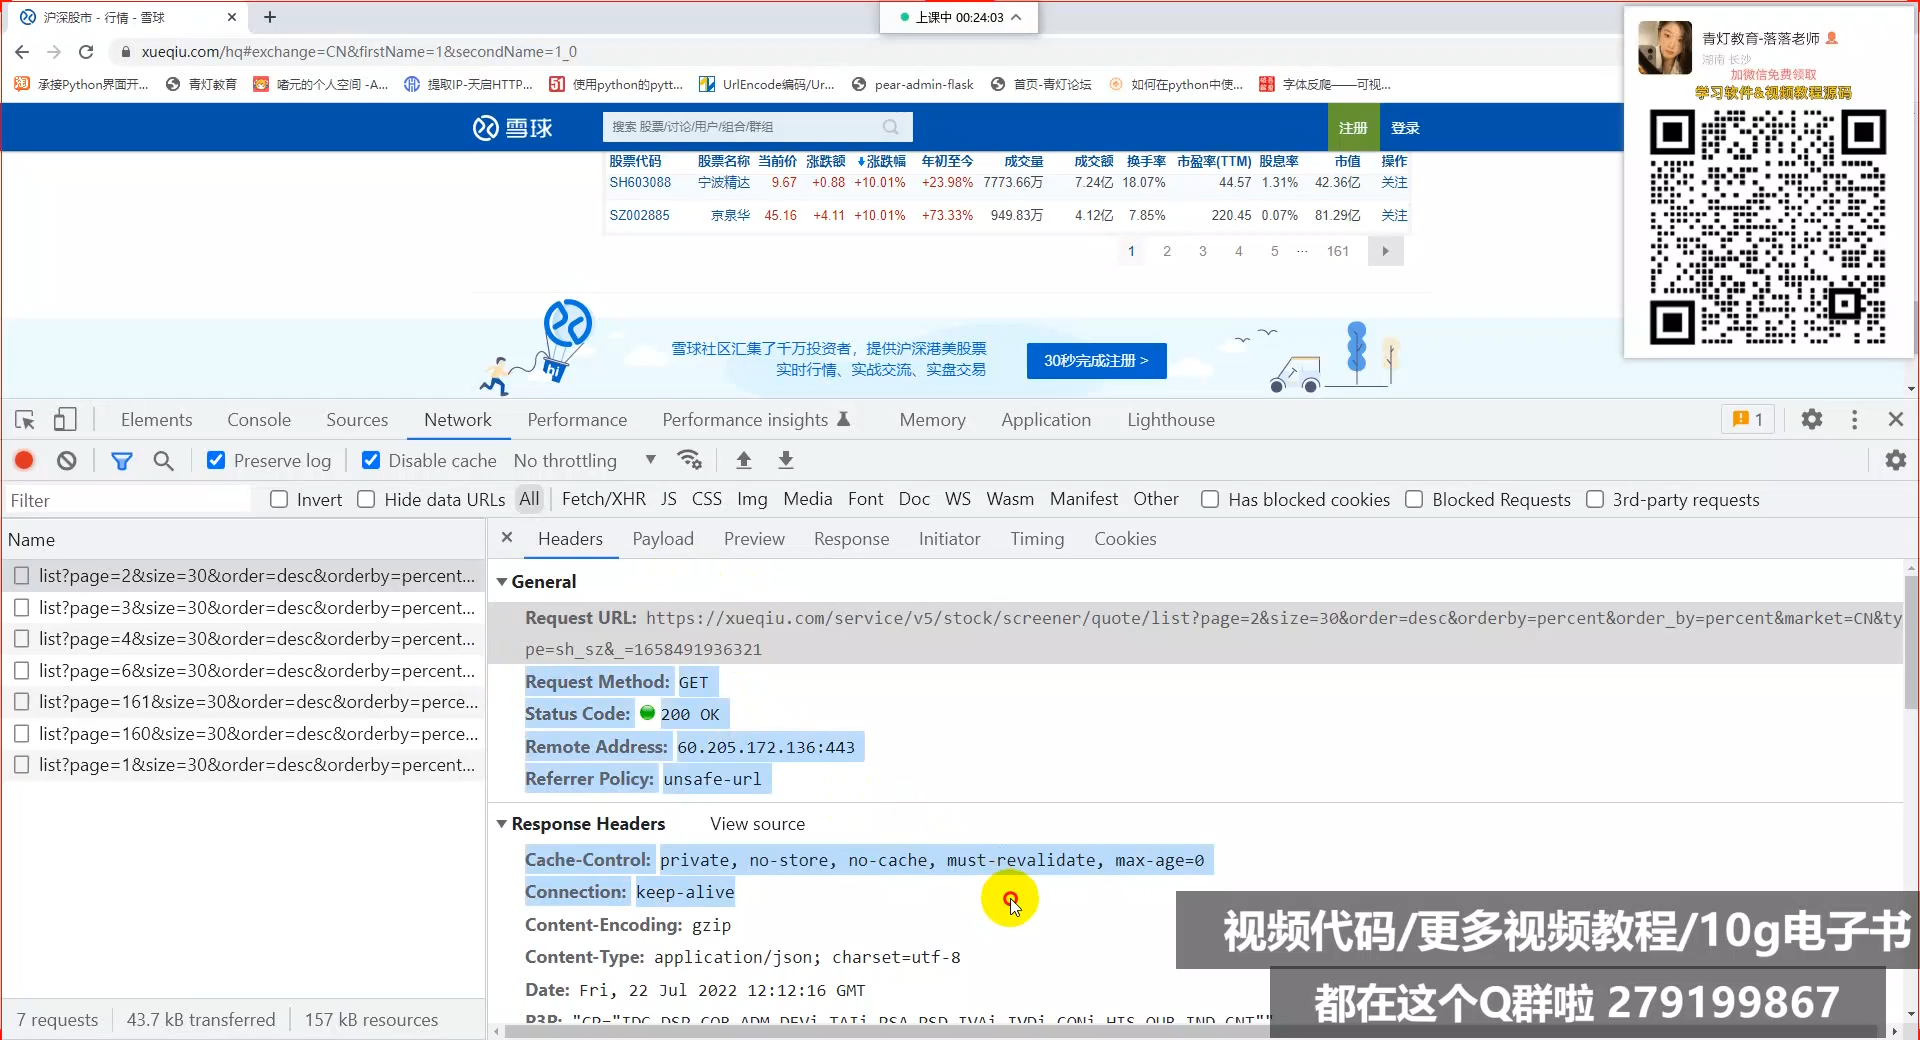 沪深股市 - 行情 - 雪球
上课中 00:24:03
xueqiu.com/hq#exchange=CN&firstName=1&secondName=1_0
承接Python界面开... 青灯教育 啫元的个人空间 -A... 提取IP-天启HTTP... 使用python的pytt... UrlEncode编码/Ur... pear-admin-flask 首页-青灯论坛 如何在python中使... 字体反爬——可视...
青灯教育-落落老师
湖南 长沙
加微信免费领取
学习软件&视频教程源码
雪球 搜索 股票/讨论/用户/组合/群组 注册 登录
股票代码 股票名称 当前价 涨跌额 涨跌幅 年初至今 成交量 成交额 换手率 市盈率(TTM) 股息率 市值 操作
SH603088 宁波精达 9.67 +0.88 +10.01% +23.98% 7773.66万 7.24亿 18.07% 44.57 1.31% 42.36亿 关注
SZ002885 京泉华 45.16 +4.11 +10.01% +73.33% 949.83万 4.12亿 7.85% 220.45 0.07% 81.29亿 关注
1 2 3 4 5 ... 161
hi
雪球社区汇集了千万投资者，提供沪深港美股票
实时行情、实战交流、实盘交易
30秒完成注册 >
Elements Console Sources Network Performance Performance insights Memory Application Lighthouse 1
Preserve log Disable cache No throttling
Filter Invert Hide data URLs All Fetch/XHR JS CSS Img Media Font Doc WS Wasm Manifest Other Has blocked cookies Blocked Requests 3rd-party requests
Name
list?page=2&size=30&order=desc&orderby=percent...
list?page=3&size=30&order=desc&orderby=percent...
list?page=4&size=30&order=desc&orderby=percent...
list?page=6&size=30&order=desc&orderby=percent...
list?page=161&size=30&order=desc&orderby=perce...
list?page=160&size=30&order=desc&orderby=perce...
list?page=1&size=30&order=desc&orderby=percent...
7 requests 43.7 kB transferred 157 kB resources
Headers Payload Preview Response Initiator Timing Cookies
General
Request URL: https://xueqiu.com/service/v5/stock/screener/quote/list?page=2&size=30&order=desc&orderby=percent&order_by=percent&market=CN&ty
pe=sh_sz&_=1658491936321
Request Method: GET
Status Code: 200 OK
Remote Address: 60.205.172.136:443
Referrer Policy: unsafe-url
Response Headers View source
Cache-Control: private, no-store, no-cache, must-revalidate, max-age=0
Connection: keep-alive
Content-Encoding: gzip
Content-Type: application/json; charset=utf-8
Date: Fri, 22 Jul 2022 12:12:16 GMT
P3P: "CP="IDC DSP COR ADM DEVi TAIi PSA PSD IVAi IVDi CONi HIS OUR IND CNT""
视频代码/更多视频教程/10g电子书
都在这个Q群啦 279199867